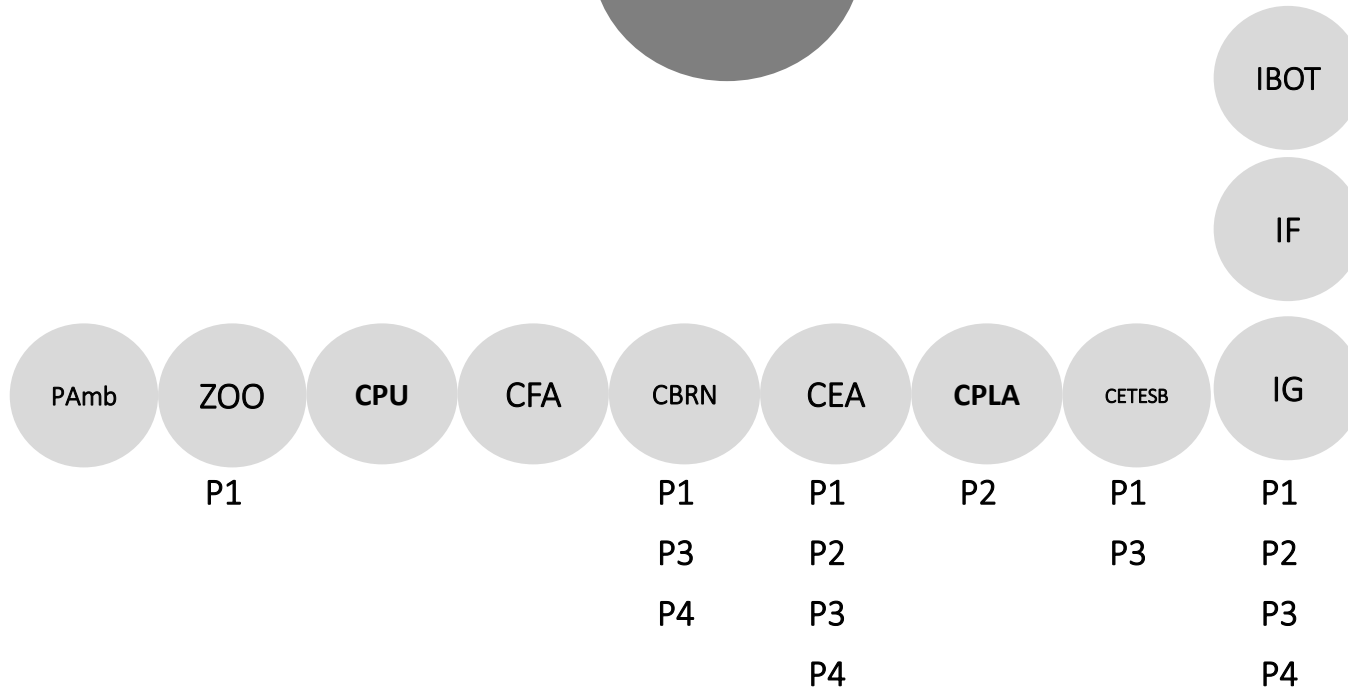 IBOT
IF
PAmb ZOO CPU CFA CBRN CEA CPLA CETESB IG
P1 P1 P1 P2 P1 P1
P3 P2 P3 P2
P4 P3 P3
P4 P4